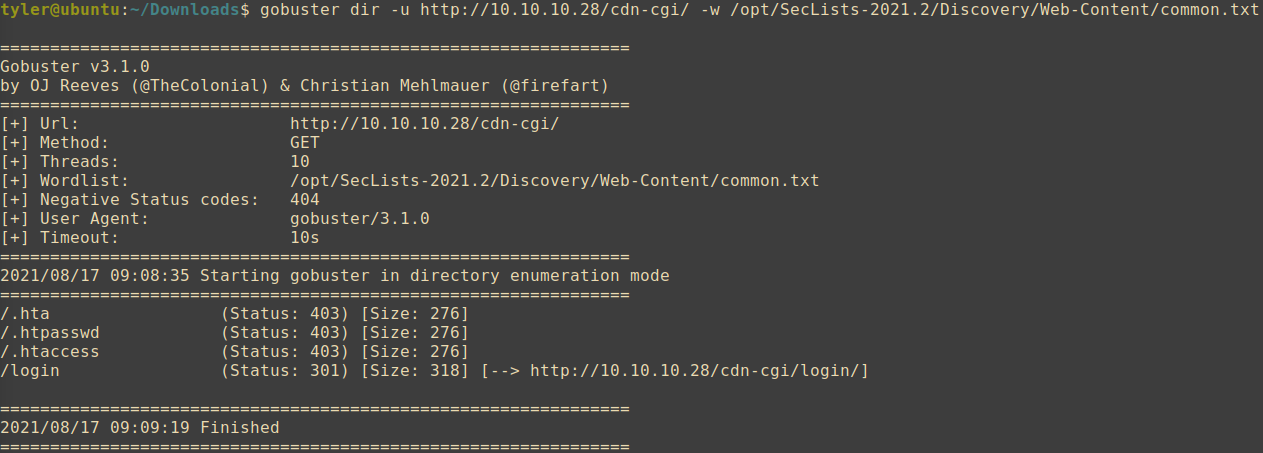 tyler@ubuntu:~/Downloads$ gobuster dir -u http://10.10.10.28/cdn-cgi/ -w /opt/SecLists-2021.2/Discovery/Web-Content/common.txt
===============================================================
Gobuster v3.1.0
by OJ Reeves (@TheColonial) & Christian Mehlmauer (@firefart)
===============================================================
[+] Url:                     http://10.10.10.28/cdn-cgi/
[+] Method:                  GET
[+] Threads:                 10
[+] Wordlist:                /opt/SecLists-2021.2/Discovery/Web-Content/common.txt
[+] Negative Status codes:   404
[+] User Agent:              gobuster/3.1.0
[+] Timeout:                 10s
===============================================================
2021/08/17 09:08:35 Starting gobuster in directory enumeration mode
===============================================================
/.hta                 (Status: 403) [Size: 276]
/.htpasswd            (Status: 403) [Size: 276]
/.htaccess            (Status: 403) [Size: 276]
/login                (Status: 301) [Size: 318] [--> http://10.10.10.28/cdn-cgi/login/]
===============================================================
2021/08/17 09:09:19 Finished
===============================================================